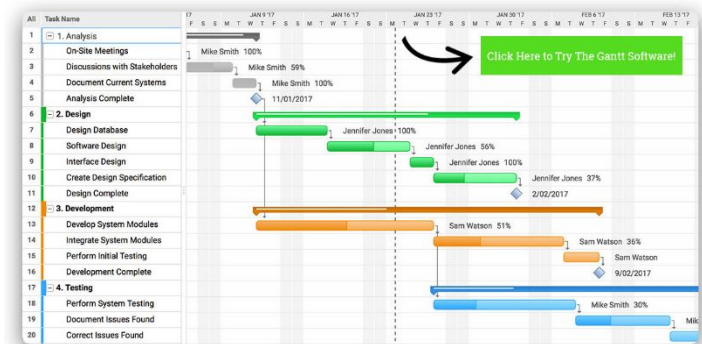 All Task Name 17 JAN 9 '17 JAN 16 '17 JAN 23 '17 JAN 30 '17 FEB 6 '17 FEB 13 '17
1 1. Analysis
2 On-Site Meetings Mike Smith 100%
3 Discussions with Stakeholders Mike Smith 59%
4 Document Current Systems Mike Smith 100%
5 Analysis Complete 11/01/2017
6 2. Design
7 Design Database Jennifer Jones 100%
8 Software Design Jennifer Jones 56%
9 Interface Design Jennifer Jones 100%
10 Create Design Specification Jennifer Jones 37%
11 Design Complete 2/02/2017
12 3. Development
13 Develop System Modules Sam Watson 51%
14 Integrate System Modules Sam Watson 36%
15 Perform Initial Testing Sam Watson
16 Development Complete 9/02/2017
17 4. Testing
18 Perform System Testing Mike Smith 30%
19 Document Issues Found Mik
20 Correct Issues Found
Click Here to Try The Gantt Software!